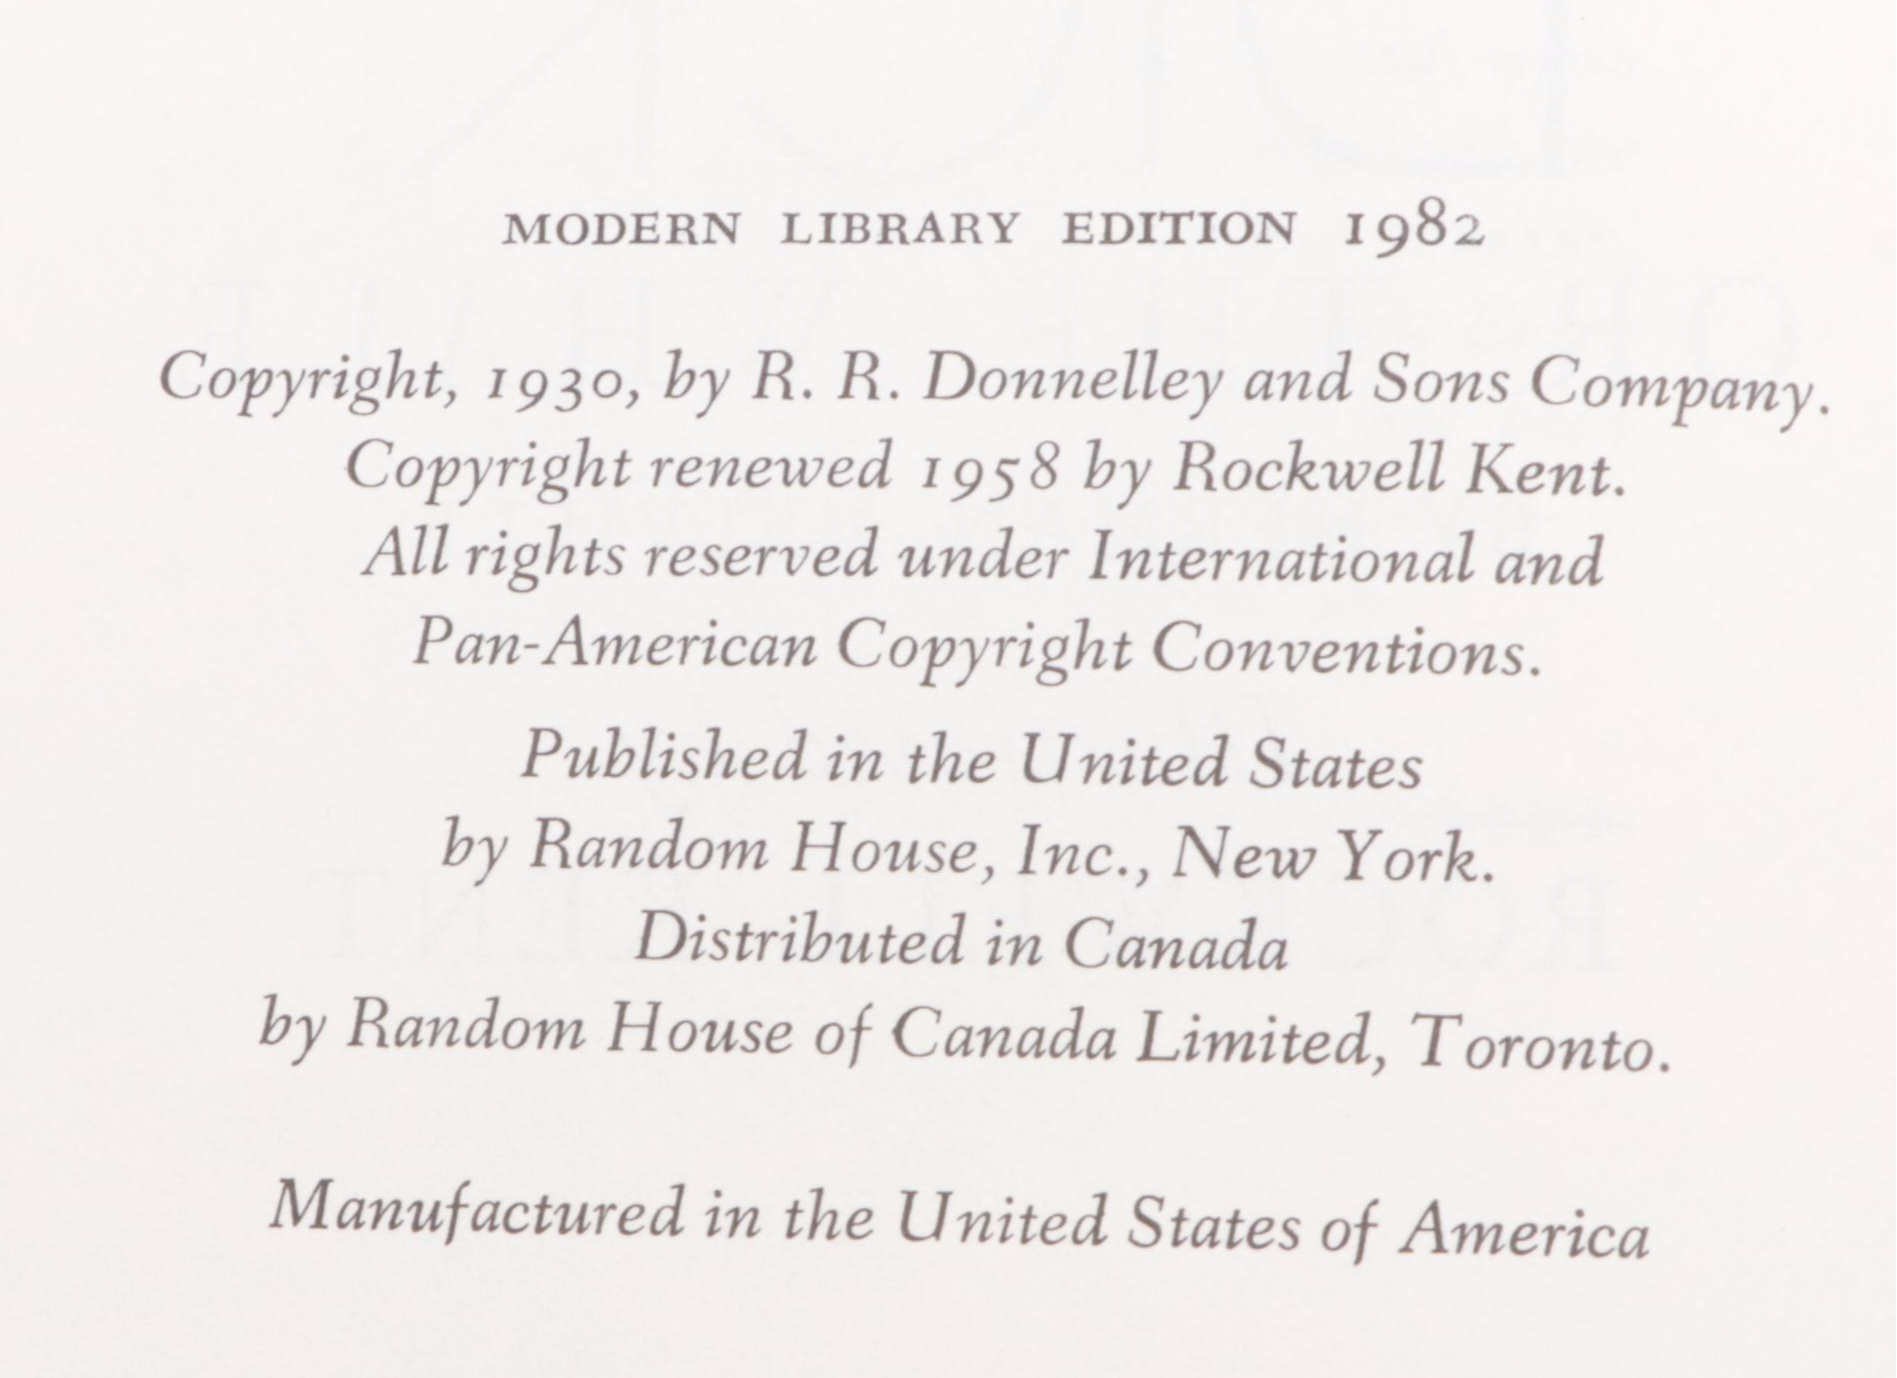 MODERN LIBRARY EDITION 1982
Copyright, 1930, by R. R. Donnelley and Sons Company.
Copyright renewed 1958 by Rockwell Kent.
All rights reserved under International and
Pan-American Copyright Conventions.
Published in the United States
by Random House, Inc., New York.
Distributed in Canada
by Random House of Canada Limited, Toronto.
Manufactured in the United States of America